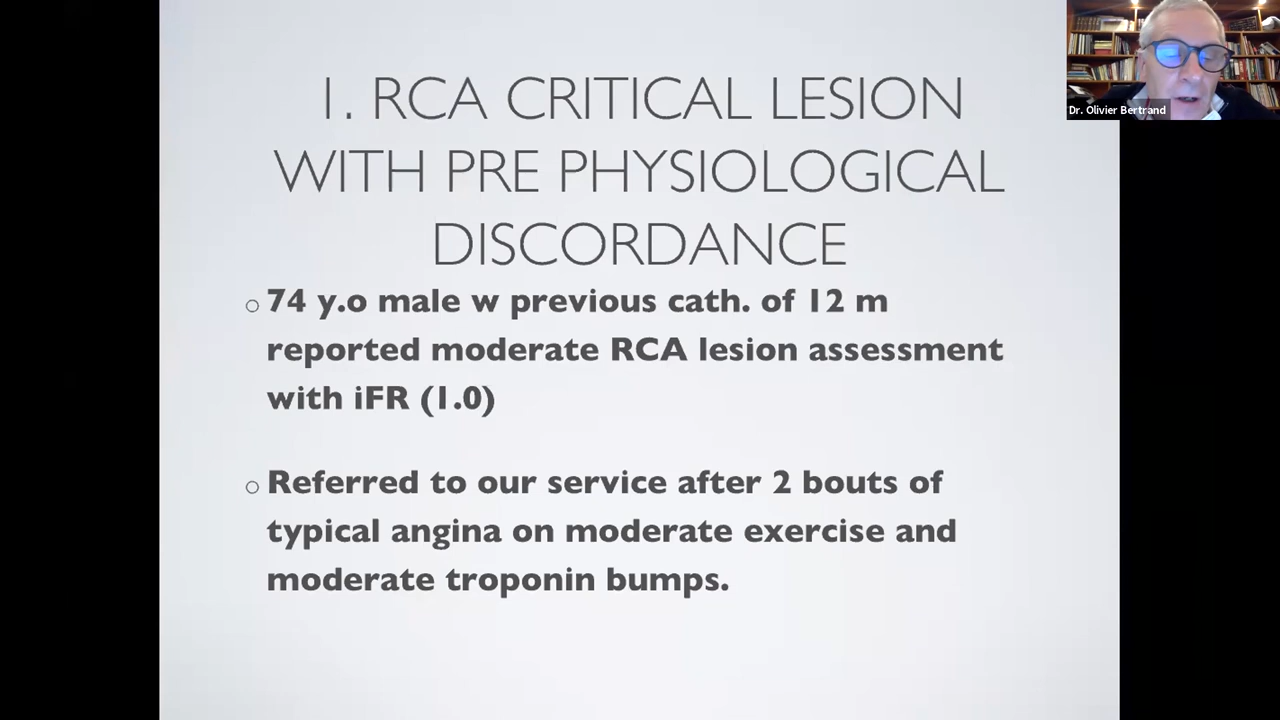 1. RCA CRITICAL LESION
WITH PRE PHYSIOLOGICAL
DISCORDANCE
○ 74 y.o male w previous cath. of 12 m
reported moderate RCA lesion assessment
with iFR (1.0)
○ Referred to our service after 2 bouts of
typical angina on moderate exercise and
moderate troponin bumps.
Dr. Olivier Bertrand